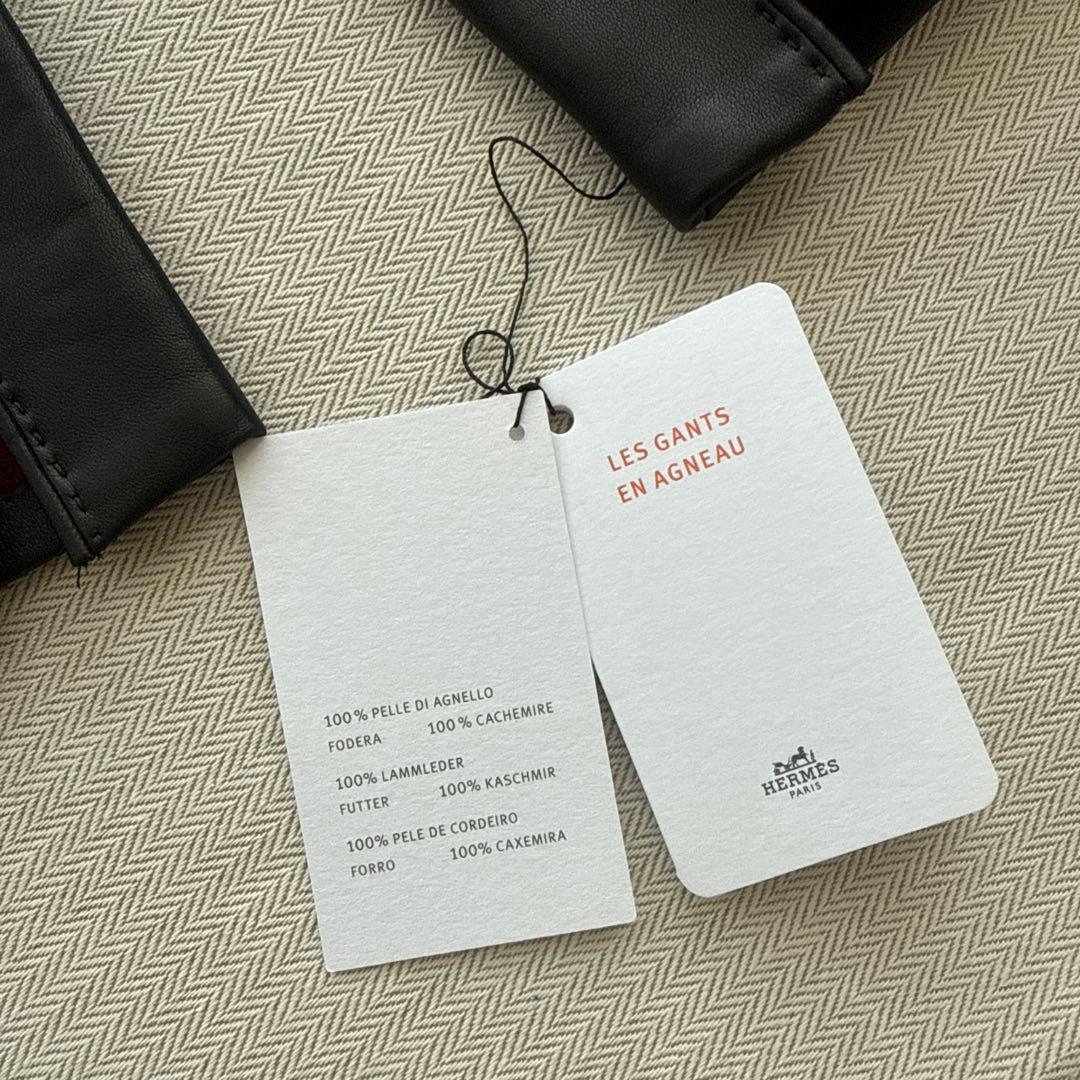 100% PELLE DI AGNELLO
FODERA 100% CACHEMIRE
100% LAMMLEDER
FUTTER 100% KASCHMIR
100% PELE DE CORDEIRO
FORRO 100% CAXEMIRA
LES GANTS
EN AGNEAU
HERMÈS
PARIS